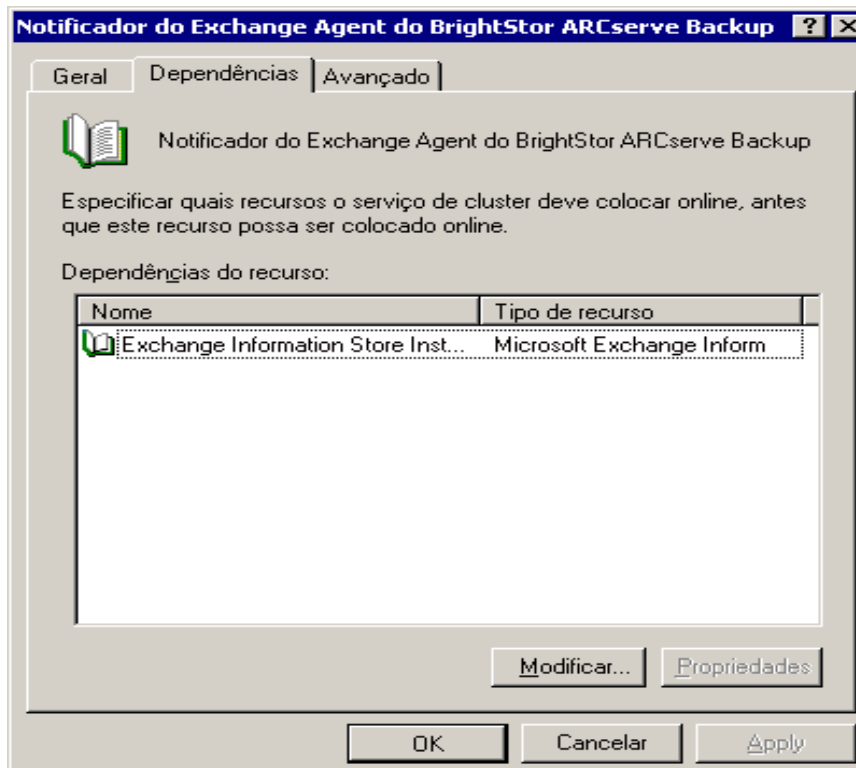 Notificador do Exchange Agent do BrightStor ARCserve Backup
Geral
Dependências
Avançado
Notificador do Exchange Agent do BrightStor ARCserve Backup
Especificar quais recursos o serviço de cluster deve colocar online, antes
que este recurso possa ser colocado online.
Dependências do recurso:
Nome
Tipo de recurso
Exchange Information Store Inst...
Microsoft Exchange Inform
Modificar...
Propriedades
OK
Cancelar
Apply